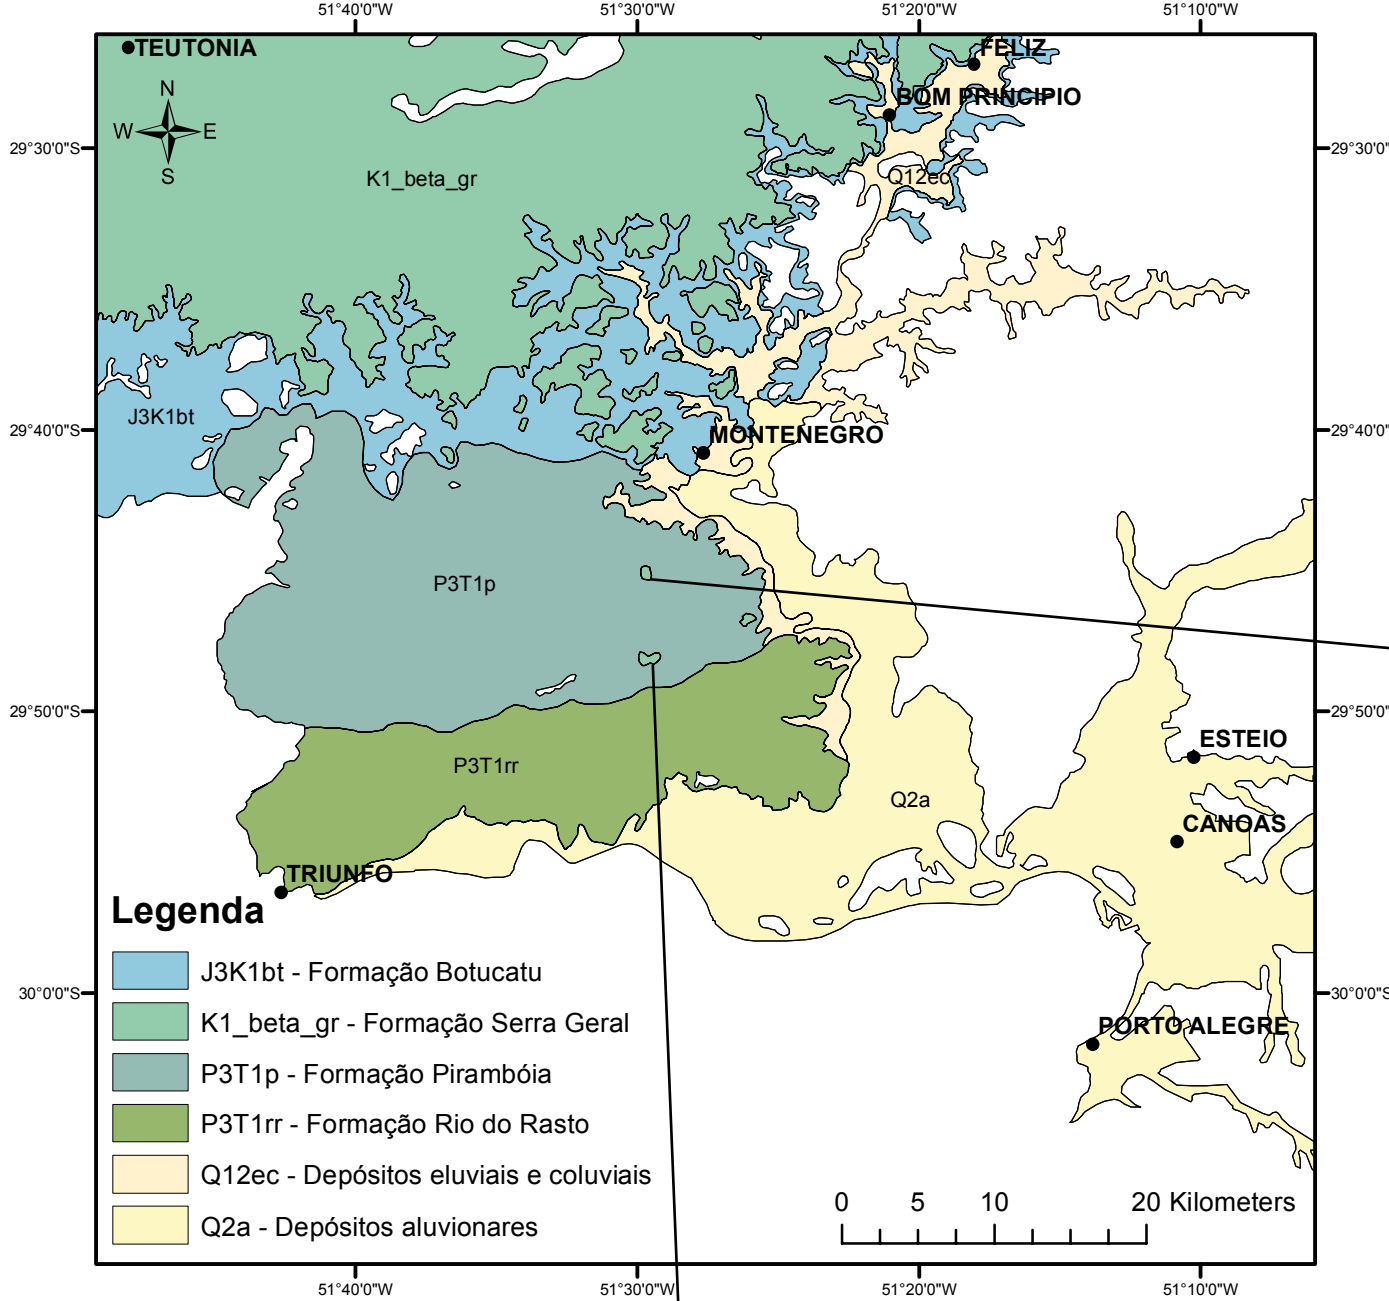 51°40'0"W
51°30'0"W
51°20'0"W
51°10'0"W
TEUTONIA
FELIZ
N
W
E
S
BOM PRINCIPIO
29°30'0"S
29°30'0"
K1_beta_gr
Q12ec
J3K1bt
29°40'0"S
MONTENEGRO
29°40'0"
P3T1p
29°50'0"S
29°50'0"
ESTEIO
P3T1rr
Q2a
CANOAS
TRIUNFO
Legenda
J3K1bt - Formação Botucatu
30°0'0"S
30°0'0"S
K1_beta_gr - Formação Serra Geral
PORTO ALEGRE
P3T1p - Formação Pirambóia
P3T1rr - Formação Rio do Rasto
Q12ec - Depósitos eluviais e coluviais
Q2a - Depósitos aluvionares
0 5 10 20 Kilometers
51°40'0"W
51°30'0"W
51°20'0"W
51°10'0"W